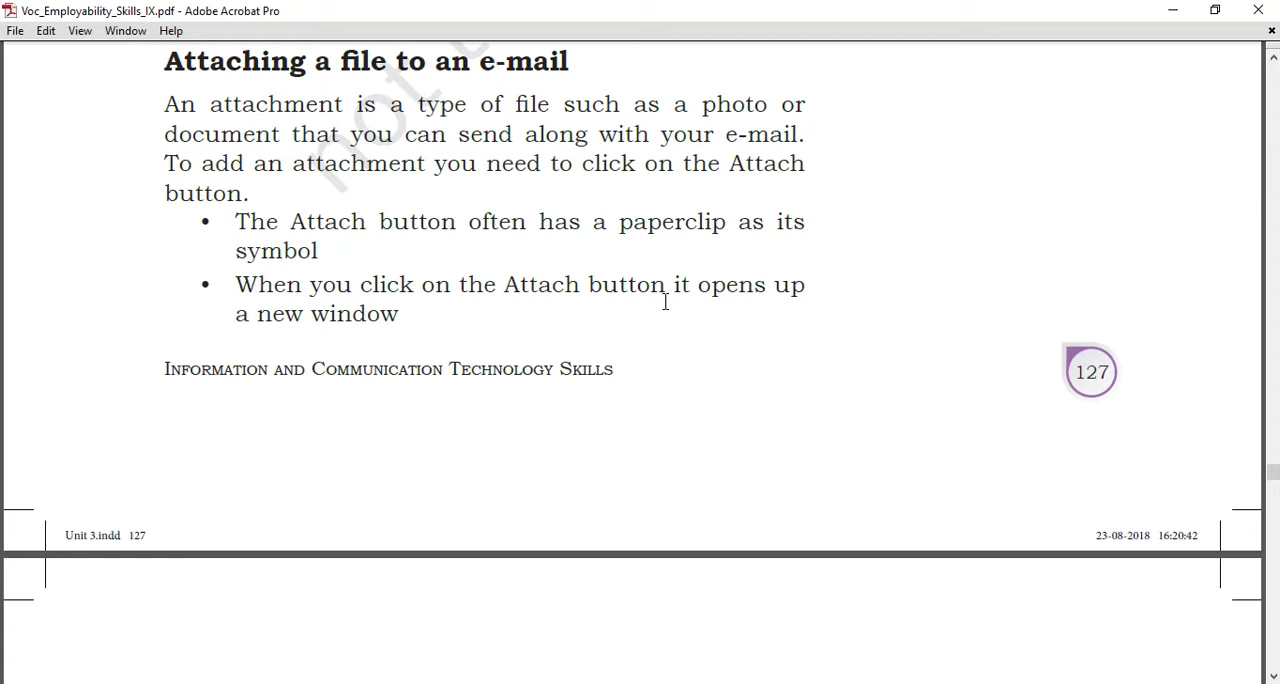 Voc_Employability_Skills_IX.pdf - Adobe Acrobat Pro
File Edit View Window Help
Attaching a file to an e-mail
An attachment is a type of file such as a photo or
document that you can send along with your e-mail.
To add an attachment you need to click on the Attach
button.
• The Attach button often has a paperclip as its
symbol
• When you click on the Attach button it opens up
a new window
Information and Communication Technology Skills
127
Unit 3.indd 127
23-08-2018 16:20:42
not